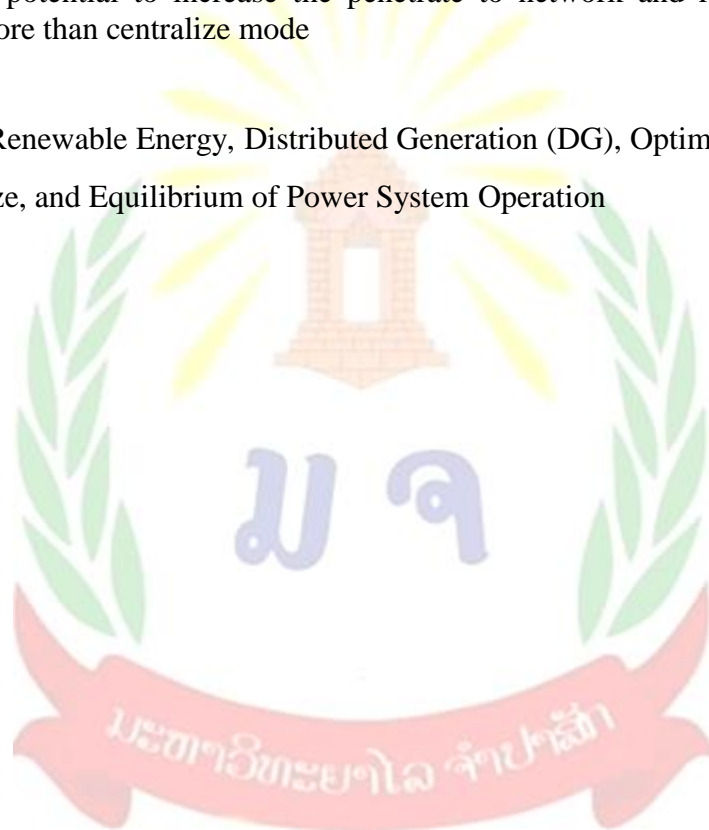 potential to increase the penetrate to network and
ore than centralize mode
Renewable Energy, Distributed Generation (DG), Optim
ze, and Equilibrium of Power System Operation
ມ ຈ
ມະຫາວິທະຍາໄລ ຈຳປາສັກ